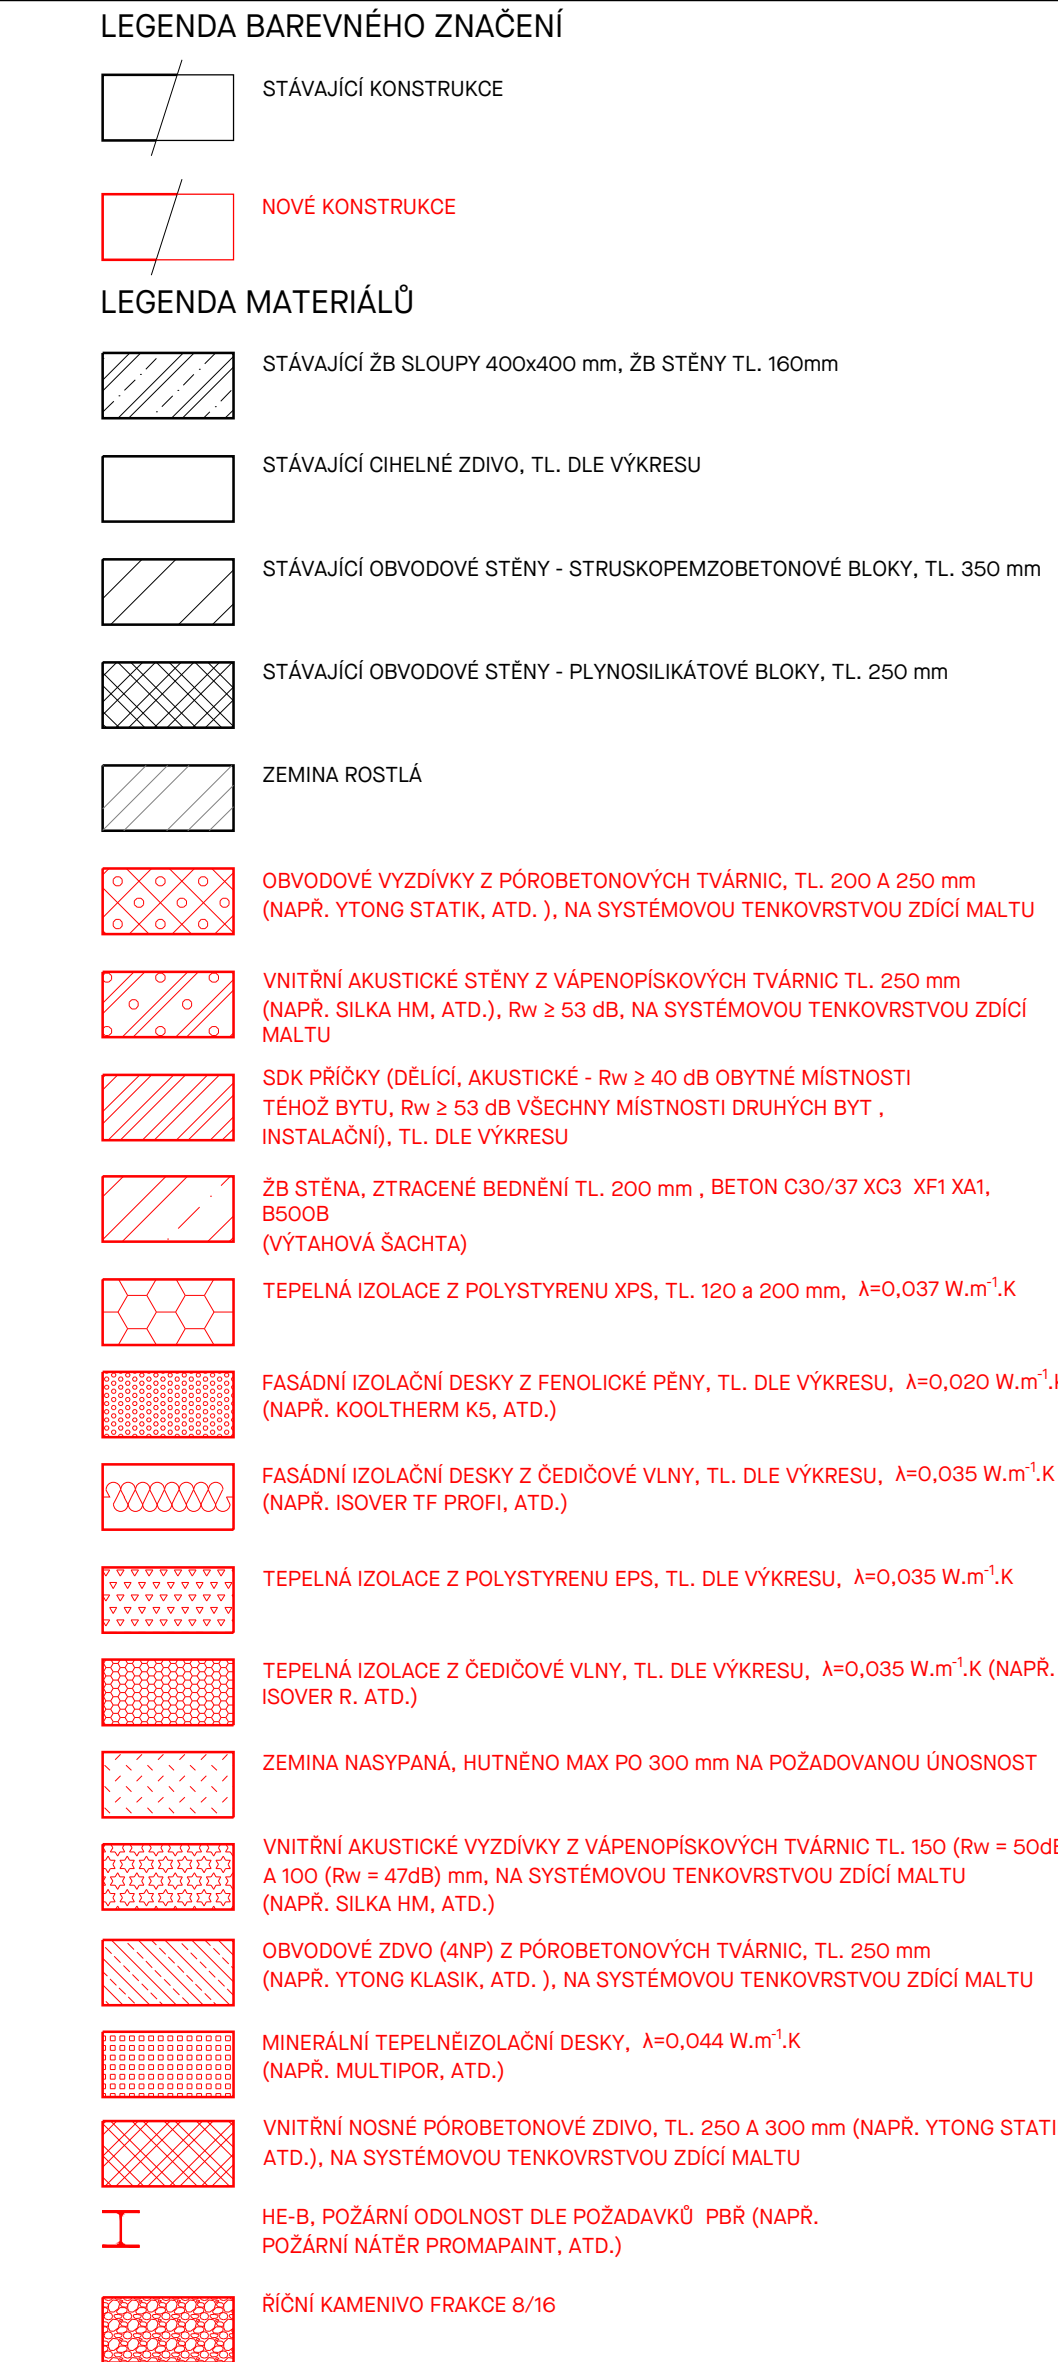 LEGENDA BAREVNÉHO ZNAČENÍ
STÁVAJÍCÍ KONSTRUKCE
NOVÉ KONSTRUKCE
LEGENDA MATERIÁLŮ
STÁVAJÍCÍ ŽB SLOUPY 400x400 mm, ŽB STĚNY TL. 160mm
STÁVAJÍCÍ CIHELNÉ ZDIVO, TL. DLE VÝKRESU
STÁVAJÍCÍ OBVODOVÉ STĚNY - STRUSKOPEMZOBETONOVÉ BLOKY, TL. 350 mm
STÁVAJÍCÍ OBVODOVÉ STĚNY - PLYNOSILIKÁTOVÉ BLOKY, TL. 250 mm
ZEMINA ROSTLÁ
OBVODOVÉ VYZDÍVKY Z PÓROBETONOVÝCH TVÁRNIC, TL. 200 A 250 mm
(NAPŘ. YTONG STATIK, ATD. ), NA SYSTÉMOVOU TENKOVRSTVOU ZDÍCÍ MALTU
VNITŘNÍ AKUSTICKÉ STĚNY Z VÁPENOPÍSKOVÝCH TVÁRNIC TL. 250 mm
(NAPŘ. SILKA HM, ATD.), Rw ≥ 53 dB, NA SYSTÉMOVOU TENKOVRSTVOU ZDÍCÍ
MALTU
SDK PŘÍČKY (DĚLÍCÍ, AKUSTICKÉ - Rw ≥ 40 dB OBYTNÉ MÍSTNOSTI
TÉHOŽ BYTU, Rw ≥ 53 dB VŠECHNY MÍSTNOSTI DRUHÝCH BYT ,
INSTALAČNÍ), TL. DLE VÝKRESU
ŽB STĚNA, ZTRACENÉ BEDNĚNÍ TL. 200 mm , BETON C30/37 XC3 XF1 XA1,
B500B
(VÝTAHOVÁ ŠACHTA)
TEPELNÁ IZOLACE Z POLYSTYRENU XPS, TL. 120 a 200 mm, λ=0,037 W.m⁻¹.K
FASÁDNÍ IZOLAČNÍ DESKY Z FENOLICKÉ PĚNY, TL. DLE VÝKRESU, λ=0,020 W.m⁻¹.K
(NAPŘ. KOOLTHERM K5, ATD.)
FASÁDNÍ IZOLAČNÍ DESKY Z ČEDIČOVÉ VLNY, TL. DLE VÝKRESU, λ=0,035 W.m⁻¹.K
(NAPŘ. ISOVER TF PROFI, ATD.)
TEPELNÁ IZOLACE Z POLYSTYRENU EPS, TL. DLE VÝKRESU, λ=0,035 W.m⁻¹.K
TEPELNÁ IZOLACE Z ČEDIČOVÉ VLNY, TL. DLE VÝKRESU, λ=0,035 W.m⁻¹.K (NAPŘ.
ISOVER R. ATD.)
ZEMINA NASYPANÁ, HUTNĚNO MAX PO 300 mm NA POŽADOVANOU ÚNOSNOST
VNITŘNÍ AKUSTICKÉ VYZDÍVKY Z VÁPENOPÍSKOVÝCH TVÁRNIC TL. 150 (Rw = 50dB
A 100 (Rw = 47dB) mm, NA SYSTÉMOVOU TENKOVRSTVOU ZDÍCÍ MALTU
(NAPŘ. SILKA HM, ATD.)
OBVODOVÉ ZDVO (4NP) Z PÓROBETONOVÝCH TVÁRNIC, TL. 250 mm
(NAPŘ. YTONG KLASIK, ATD. ), NA SYSTÉMOVOU TENKOVRSTVOU ZDÍCÍ MALTU
MINERÁLNÍ TEPELNĚIZOLAČNÍ DESKY, λ=0,044 W.m⁻¹.K
(NAPŘ. MULTIPOR, ATD.)
VNITŘNÍ NOSNÉ PÓROBETONOVÉ ZDIVO, TL. 250 A 300 mm (NAPŘ. YTONG STATI
ATD.), NA SYSTÉMOVOU TENKOVRSTVOU ZDÍCÍ MALTU
HE-B, POŽÁRNÍ ODOLNOST DLE POŽADAVKŮ PBŘ (NAPŘ.
POŽÁRNÍ NÁTĚR PROMAPAINT, ATD.)
ŘÍČNÍ KAMENIVO FRAKCE 8/16